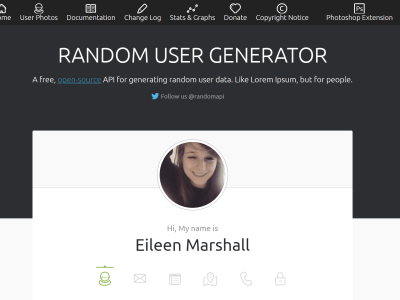 ome User Photos Documentation Change Log Stats & Graphs Donate Copyright Notice Photoshop Extension
Ps
RANDOM USER GENERATOR
A free, open-source API for generating random user data. Like Lorem Ipsum, but for people.
Follow us @randomapi
Hi, My name is
Eileen Marshall